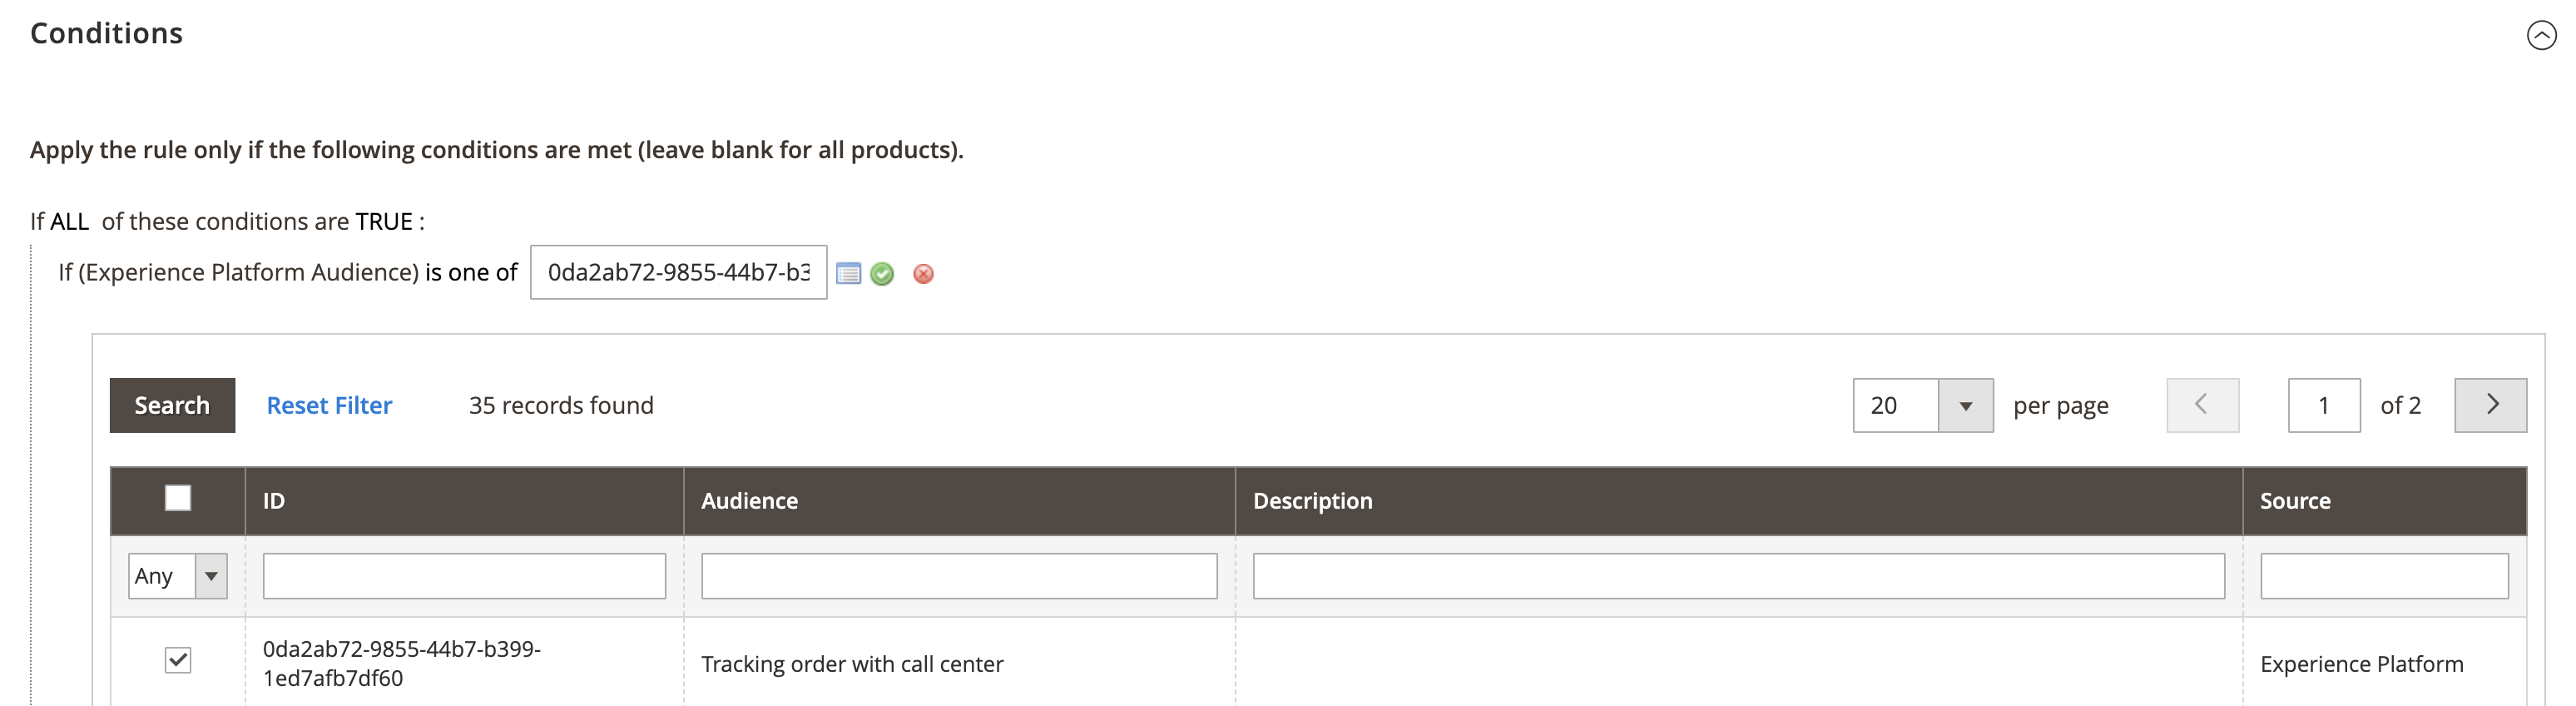 Conditions
Apply the rule only if the following conditions are met (leave blank for all products).
If ALL of these conditions are TRUE :
If (Experience Platform Audience) is one of 0da2ab72-9855-44b7-b3
Search Reset Filter 35 records found 20 per page 1 of 2
ID Audience Description Source
Any
0da2ab72-9855-44b7-b399-
1ed7afb7df60
Tracking order with call center
Experience Platform